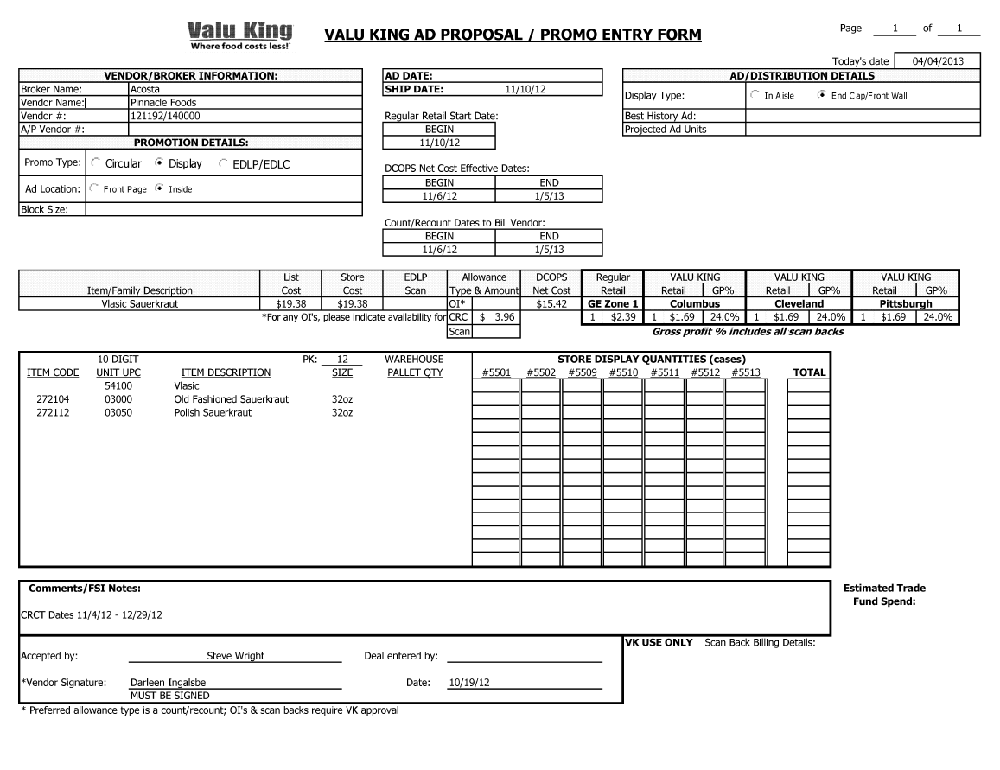 Valu King
Where food costs less!
VALU KING AD PROPOSAL / PROMO ENTRY FORM
Page 1 of 1
Today's date 04/04/2013
VENDOR/BROKER INFORMATION:
Broker Name: Acosta
Vendor Name: Pinnacle Foods
Vendor #: 121192/140000
A/P Vendor #:
PROMOTION DETAILS:
Promo Type: Circular Display EDLP/EDLC
Ad Location: Front Page Inside
Block Size:
AD DATE:
SHIP DATE: 11/10/12
Regular Retail Start Date:
BEGIN
11/10/12
DCOPS Net Cost Effective Dates:
BEGIN END
11/6/12 1/5/13
Count/Recount Dates to Bill Vendor:
BEGIN END
11/6/12 1/5/13
AD/DISTRIBUTION DETAILS
Display Type: In Aisle End Cap/Front Wall
Best History Ad:
Projected Ad Units
List Store EDLP Allowance DCOPS Regular VALU KING VALU KING VALU KING
Item/Family Description Cost Cost Scan Type & Amount Net Cost Retail Retail GP% Retail GP% Retail GP%
Vlasic Sauerkraut $19.38 $19.38 OI* $15.42 GE Zone 1 Columbus Cleveland Pittsburgh
*For any OI's, please indicate availability for CRC $ 3.96 1 $2.39 1 $1.69 24.0% 1 $1.69 24.0% 1 $1.69 24.0%
Scan Gross profit % includes all scan backs
10 DIGIT PK: 12 WAREHOUSE STORE DISPLAY QUANTITIES (cases)
ITEM CODE UNIT UPC ITEM DESCRIPTION SIZE PALLET QTY #5501 #5502 #5509 #5510 #5511 #5512 #5513 TOTAL
54100 Vlasic
272104 03000 Old Fashioned Sauerkraut 32oz
272112 03050 Polish Sauerkraut 32oz
Comments/FSI Notes:
CRCT Dates 11/4/12 - 12/29/12
Estimated Trade
Fund Spend:
VK USE ONLY Scan Back Billing Details:
Accepted by: Steve Wright Deal entered by:
*Vendor Signature: Darleen Ingalsbe Date: 10/19/12
MUST BE SIGNED
* Preferred allowance type is a count/recount; OI's & scan backs require VK approval